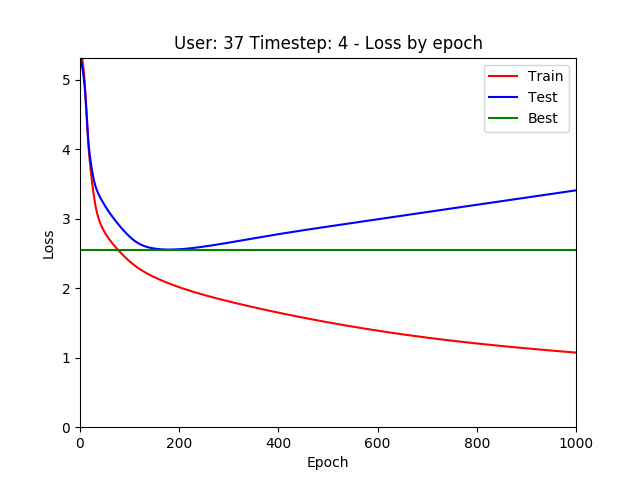 User: 37 Timestep: 4 - Loss by epoch
Train
Test
Best
5
4
3
2
1
0
Loss
0 200 400 600 800 1000
Epoch